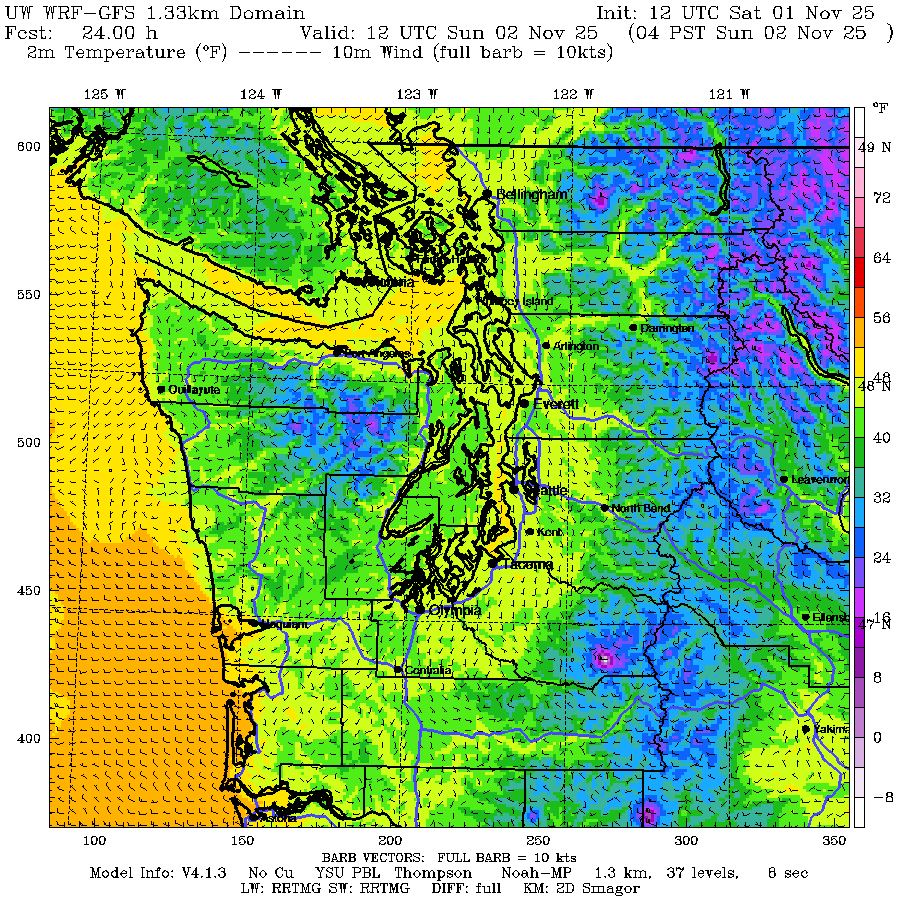 UW WRF-GFS 1.33km Domain Init: 12 UTC Sat 01 Nov 25
Fcst: 24.00 h Valid: 12 UTC Sun 02 Nov 25 (04 PST Sun 02 Nov 25 )
2m Temperature (°F) ------ 10m Wind (full barb = 10kts)
125 W 124 W 123 W 122 W 121 W
°F
600
49 N
Bellingham
72
64
550
Island
56
Darrington
Arlington
Port Angeles
48
48 N
Quillayute
Everett
500
40
Leavenworth
Seattle
North Bend
32
Kent
Tacoma
24
450
Olympia
16
Ellensb
47 N
Hoquiam
Centralia
8
400
Yakima
0
-8
Astoria
100 150 200 250 300 350
BARB VECTORS: FULL BARB = 10 kts
Model Info: V4.1.3 No Cu YSU PBL Thompson Noah-MP 1.3 km, 37 levels, 8 sec
LW: RRTMG SW: RRTMG DIFF: full KM: 2D Smagor